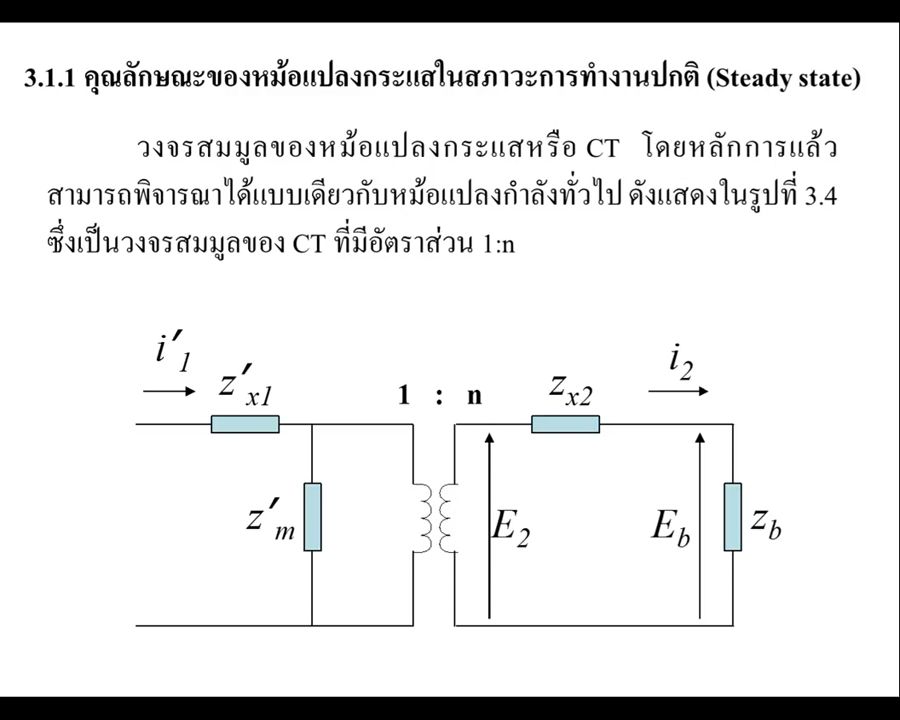 3.1.1 คุณลักษณะของหม้อแปลงกระแสในสภาวะการทำงานปกติ (Steady state)
วงจรสมมูลของหม้อแปลงกระแสหรือ CT โดยหลักการแล้ว
สามารถพิจารณาได้แบบเดียวกับหม้อแปลงกำลังทั่วไป ดังแสดงในรูปที่ 3.4
ซึ่งเป็นวงจรสมมูลของ CT ที่มีอัตราส่วน 1:n
i′1
z′x1
1 : n
zx2
i2
z′m
E2
Eb
zb